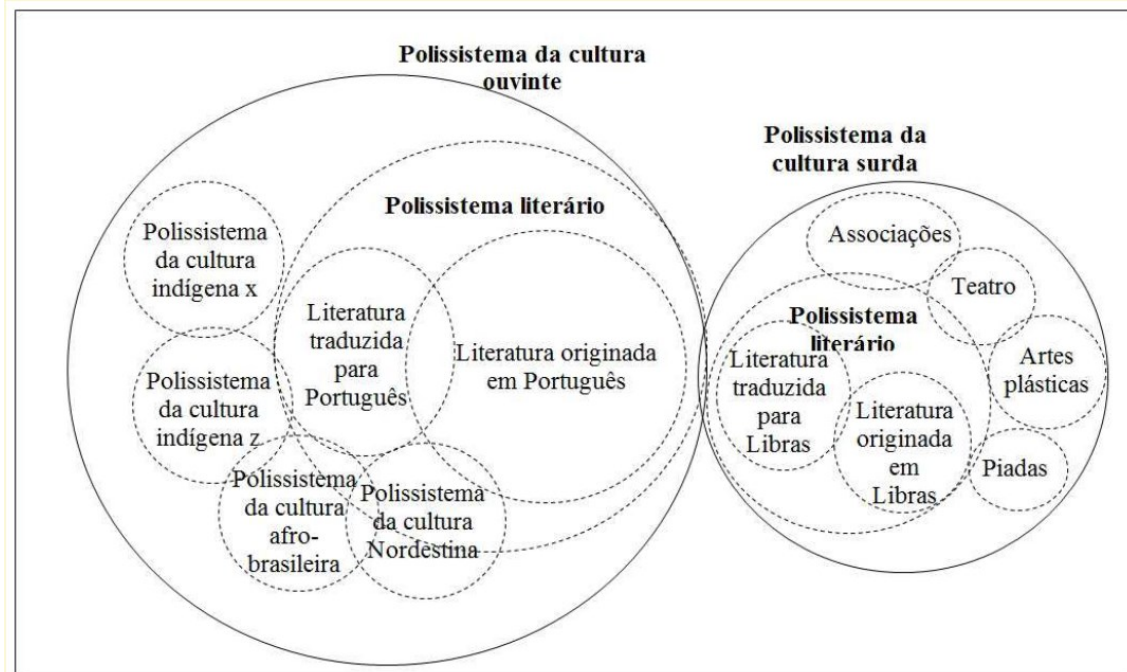 Polissistema da cultura
ouvinte
Polissistema literário
Polissistema
da cultura
indígena x
Literatura
traduzida
para
Português
Literatura originada
em Português
Polissistema
da cultura
indígena z
Polissistema
da cultura
afro-
brasileira
Polissistema
da cultura
Nordestina
Polissistema da
cultura surda
Associações
Teatro
Polissistema
literário
Artes
plásticas
Literatura
traduzida
para
Libras
Literatura
originada
em
Libras
Piadas